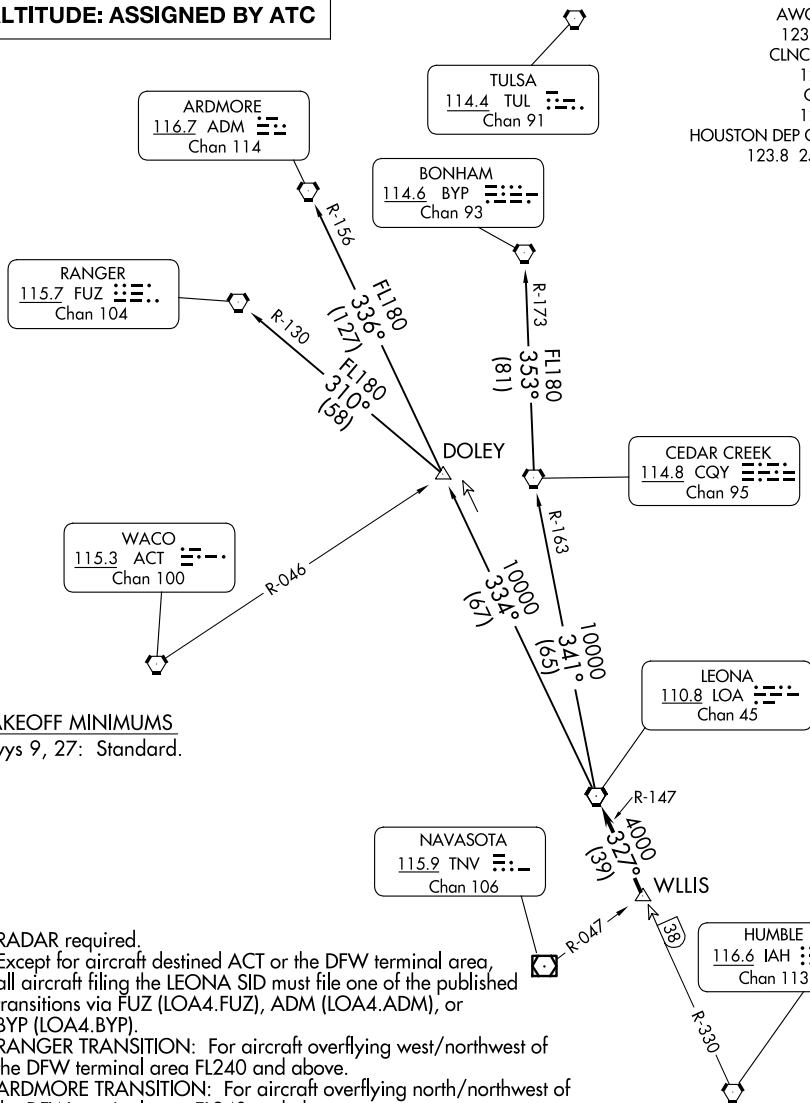 ALTITUDE: ASSIGNED BY ATC
123
CLNC
HOUSTON DEP
123.8
TULSA
114.4 TUL
Chan 91
ARDMORE
116.7 ADM
Chan 114
BONHAM
114.6 BYP
Chan 93
RANGER
115.7 FUZ
Chan 104
R-156
R-130
R-173
FL180
336°
(127)
FL180
310°
(58)
FL180
353°
(81)
DOLEY
CEDAR CREEK
114.8 CQY
Chan 95
R-163
WACO
115.3 ACT
Chan 100
R-046
10000
334°
(67)
10000
341°
(65)
LEONA
110.8 LOA
Chan 45
TAKEOFF MINIMUMS
Rwys 9, 27: Standard.
R-147
4000
327°
(39)
NAVASOTA
115.9 TNV
Chan 106
WLLIS
R-047
38
HUMBLE
116.6 IAH
Chan 113
R-330
RADAR required.
Except for aircraft destined ACT or the DFW terminal area,
all aircraft filing the LEONA SID must file one of the published
transitions via FUZ (LOA4.FUZ), ADM (LOA4.ADM), or
BYP (LOA4.BYP).
RANGER TRANSITION: For aircraft overflying west/northwest of
the DFW terminal area FL240 and above.
ARDMORE TRANSITION: For aircraft overflying north/northwest of